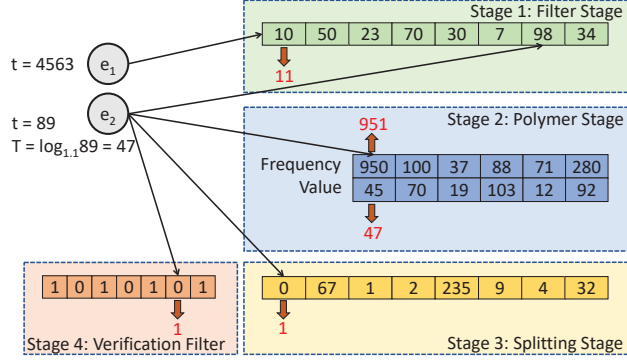 Stage 1: Filter Stage
10 50 23 70 30 7 98 34
11
t = 4563
e1
e2
t = 89
T = log1.189 = 47
951
Stage 2: Polymer Stage
Frequency 950 100 37 88 71 280
Value 45 70 19 103 12 92
47
1 0 1 0 1 0 1
1
Stage 4: Verification Filter
0 67 1 2 235 9 4 32
1
Stage 3: Splitting Stage